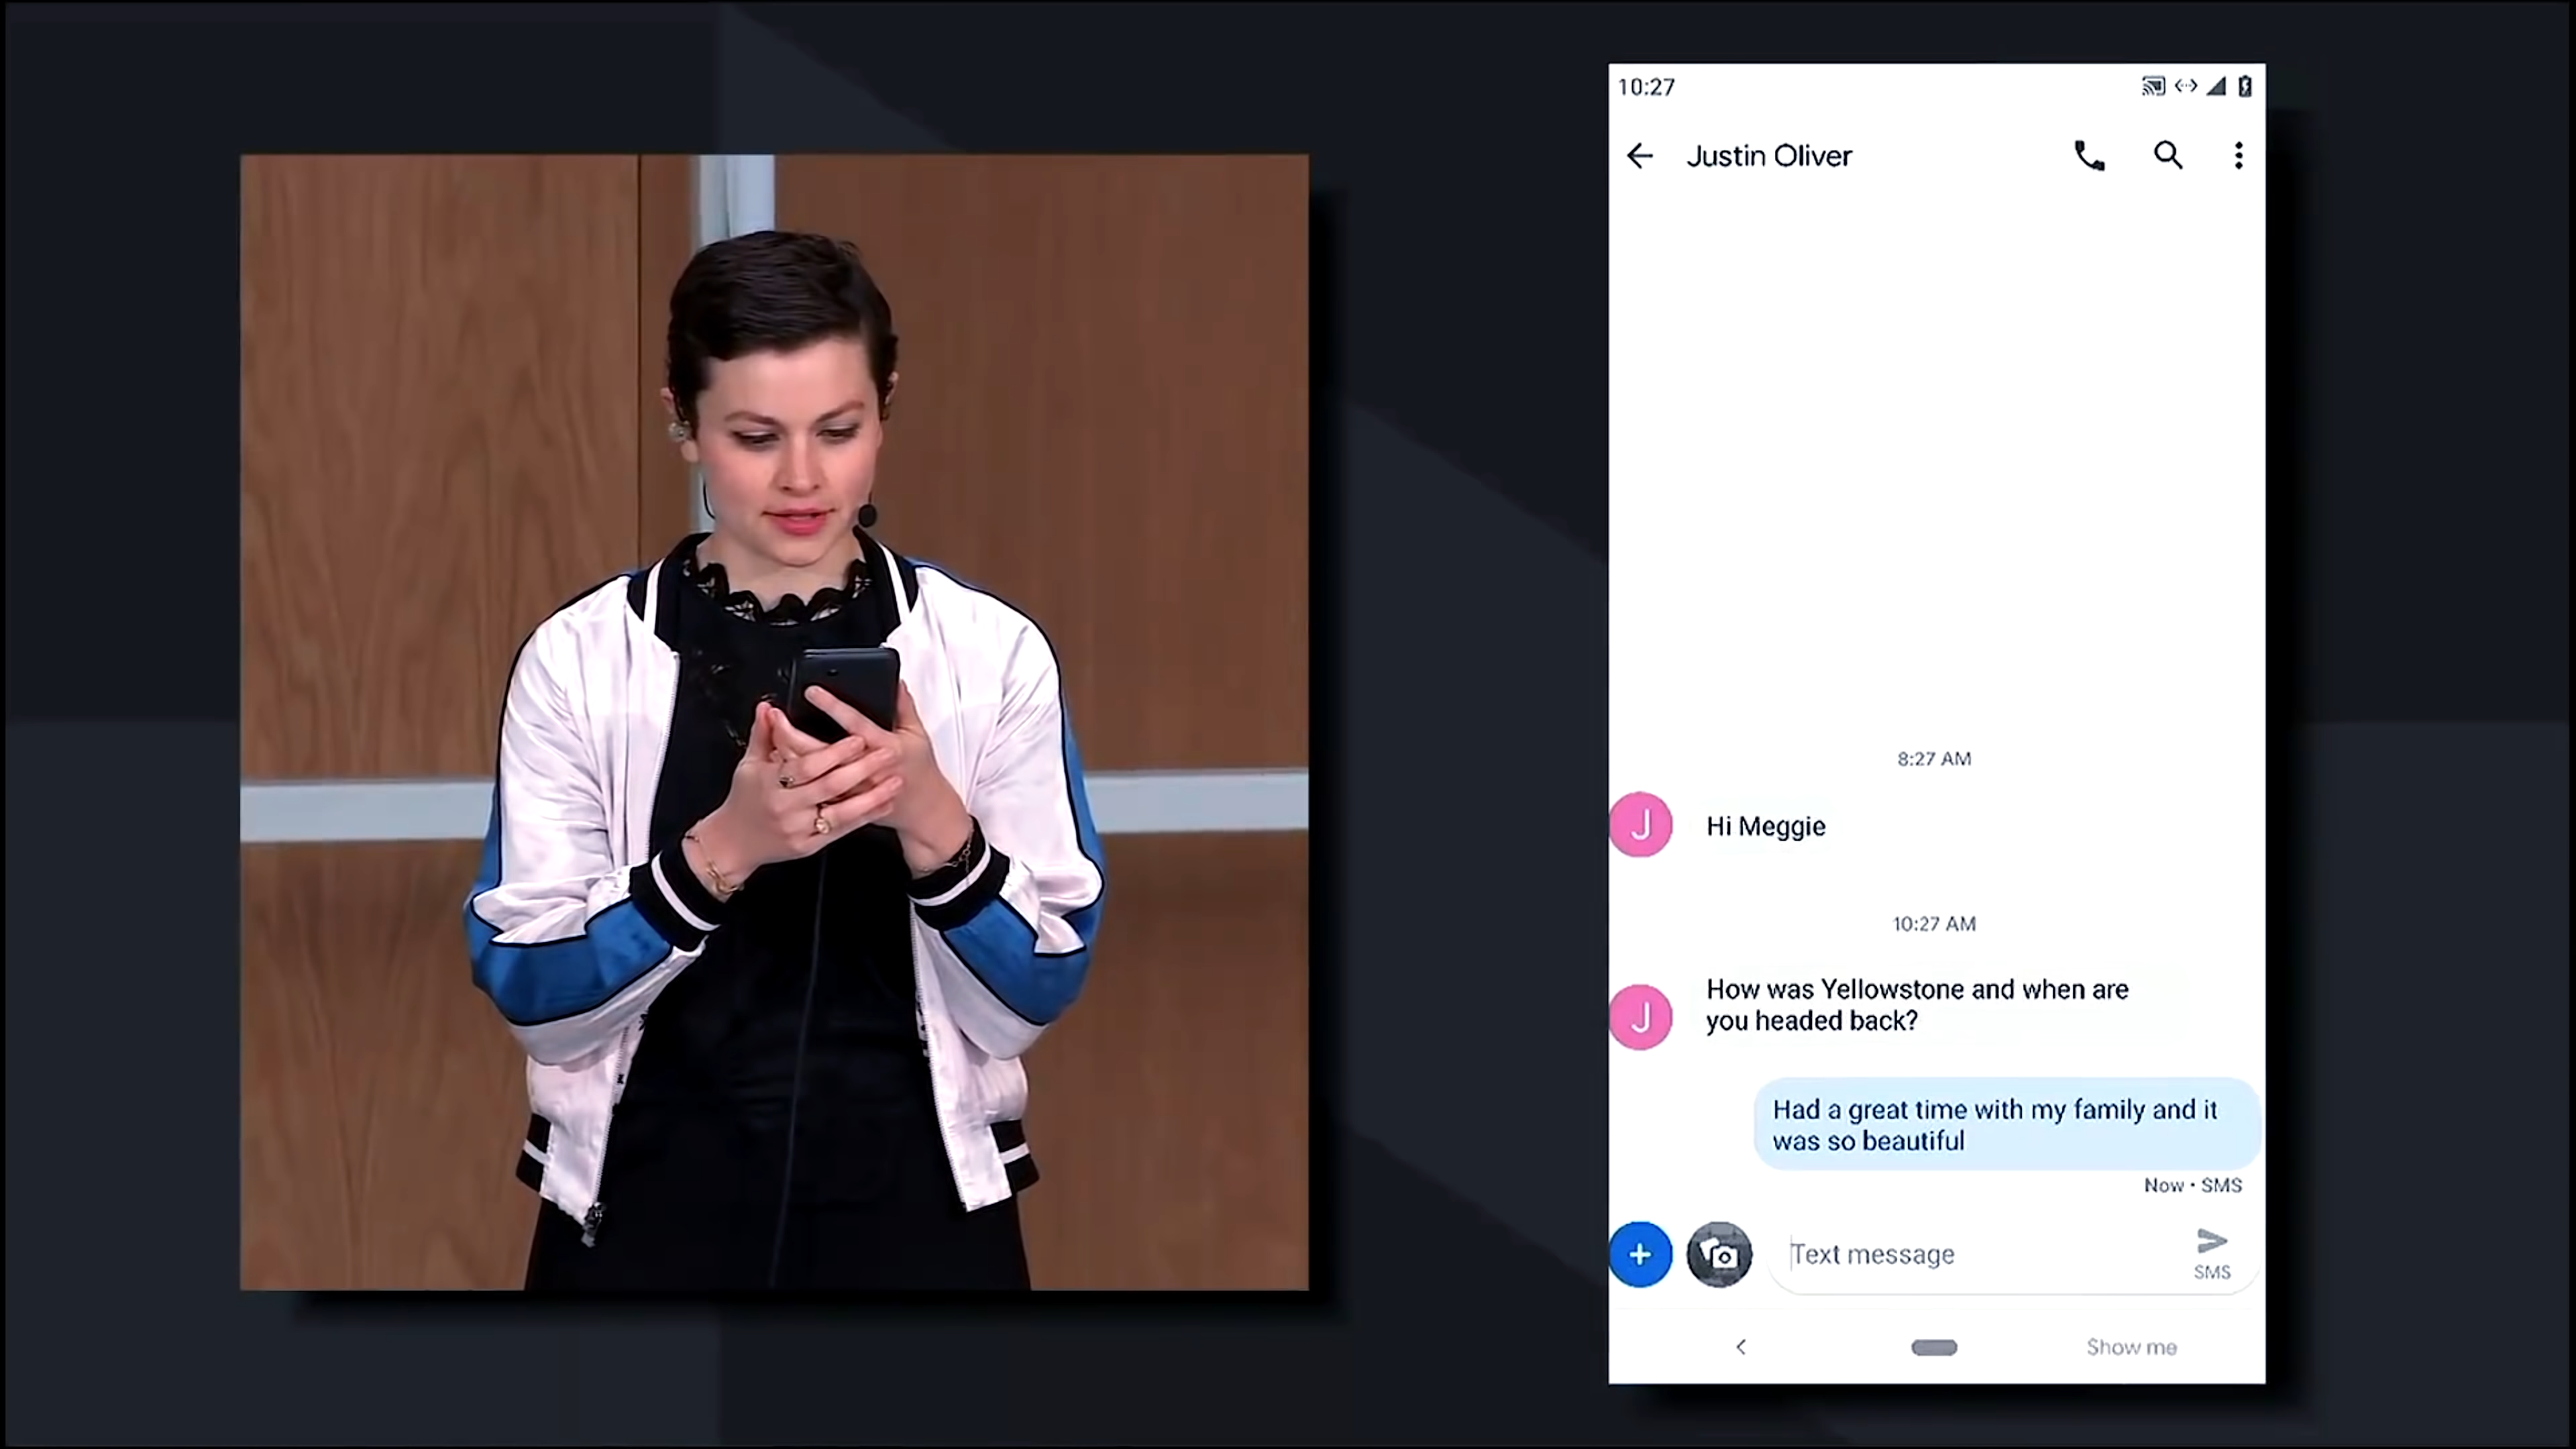 10:27
Justin Oliver
8:27 AM
J
Hi Meggie
10:27 AM
J
How was Yellowstone and when are
you headed back?
Had a great time with my family and it
was so beautiful
Now • SMS
Text message
SMS
Show me